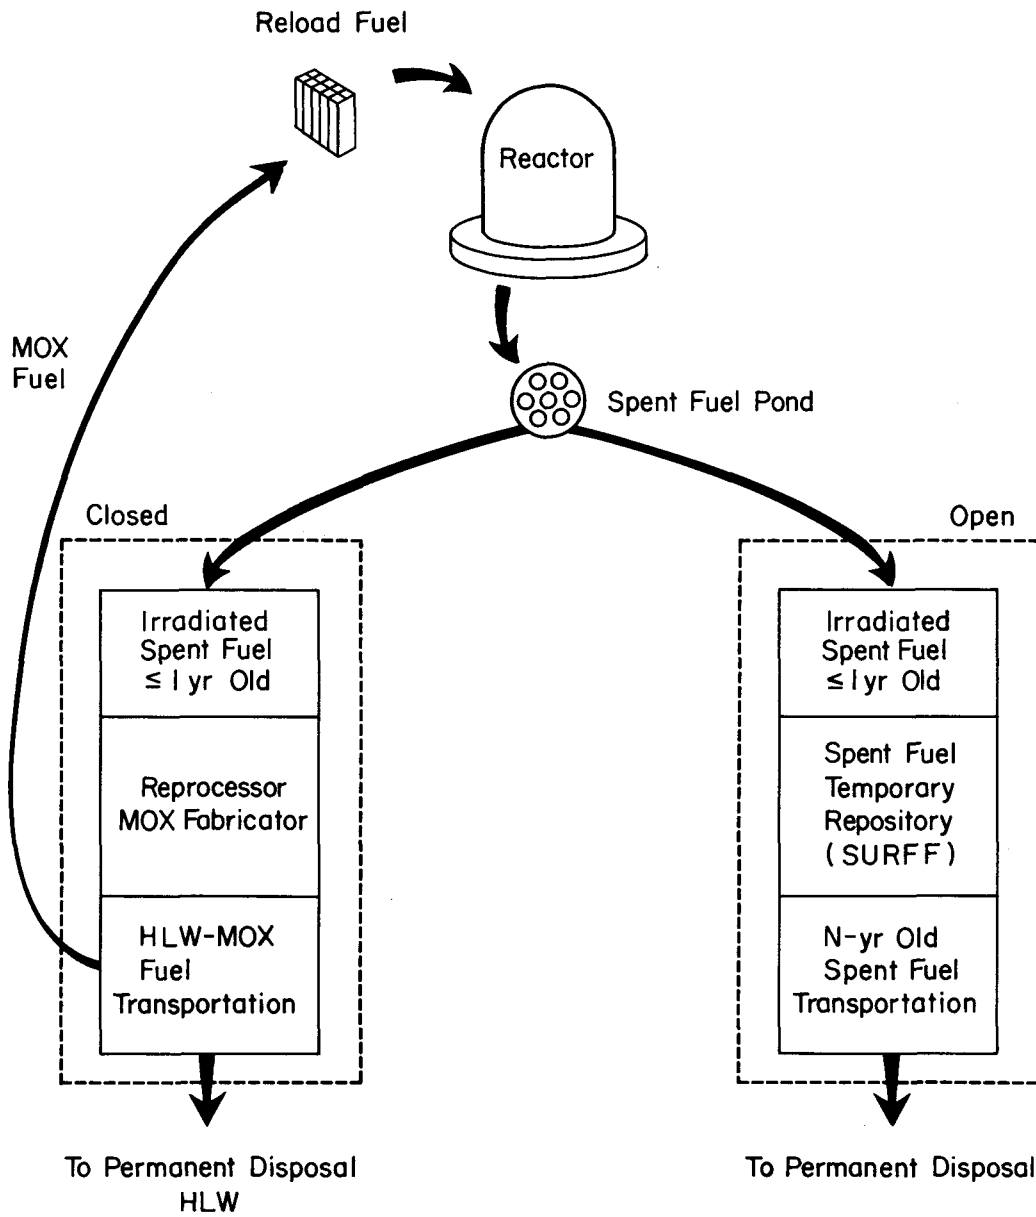 Reload Fuel
Reactor
MOX
Fuel
Spent Fuel Pond
Closed
Irradiated
Spent Fuel
≤ 1 yr Old
Reprocessor
MOX Fabricator
HLW-MOX
Fuel
Transportation
To Permanent Disposal
HLW
Open
Irradiated
Spent Fuel
≤ 1 yr Old
Spent Fuel
Temporary
Repository
(SURFF)
N-yr Old
Spent Fuel
Transportation
To Permanent Disposal